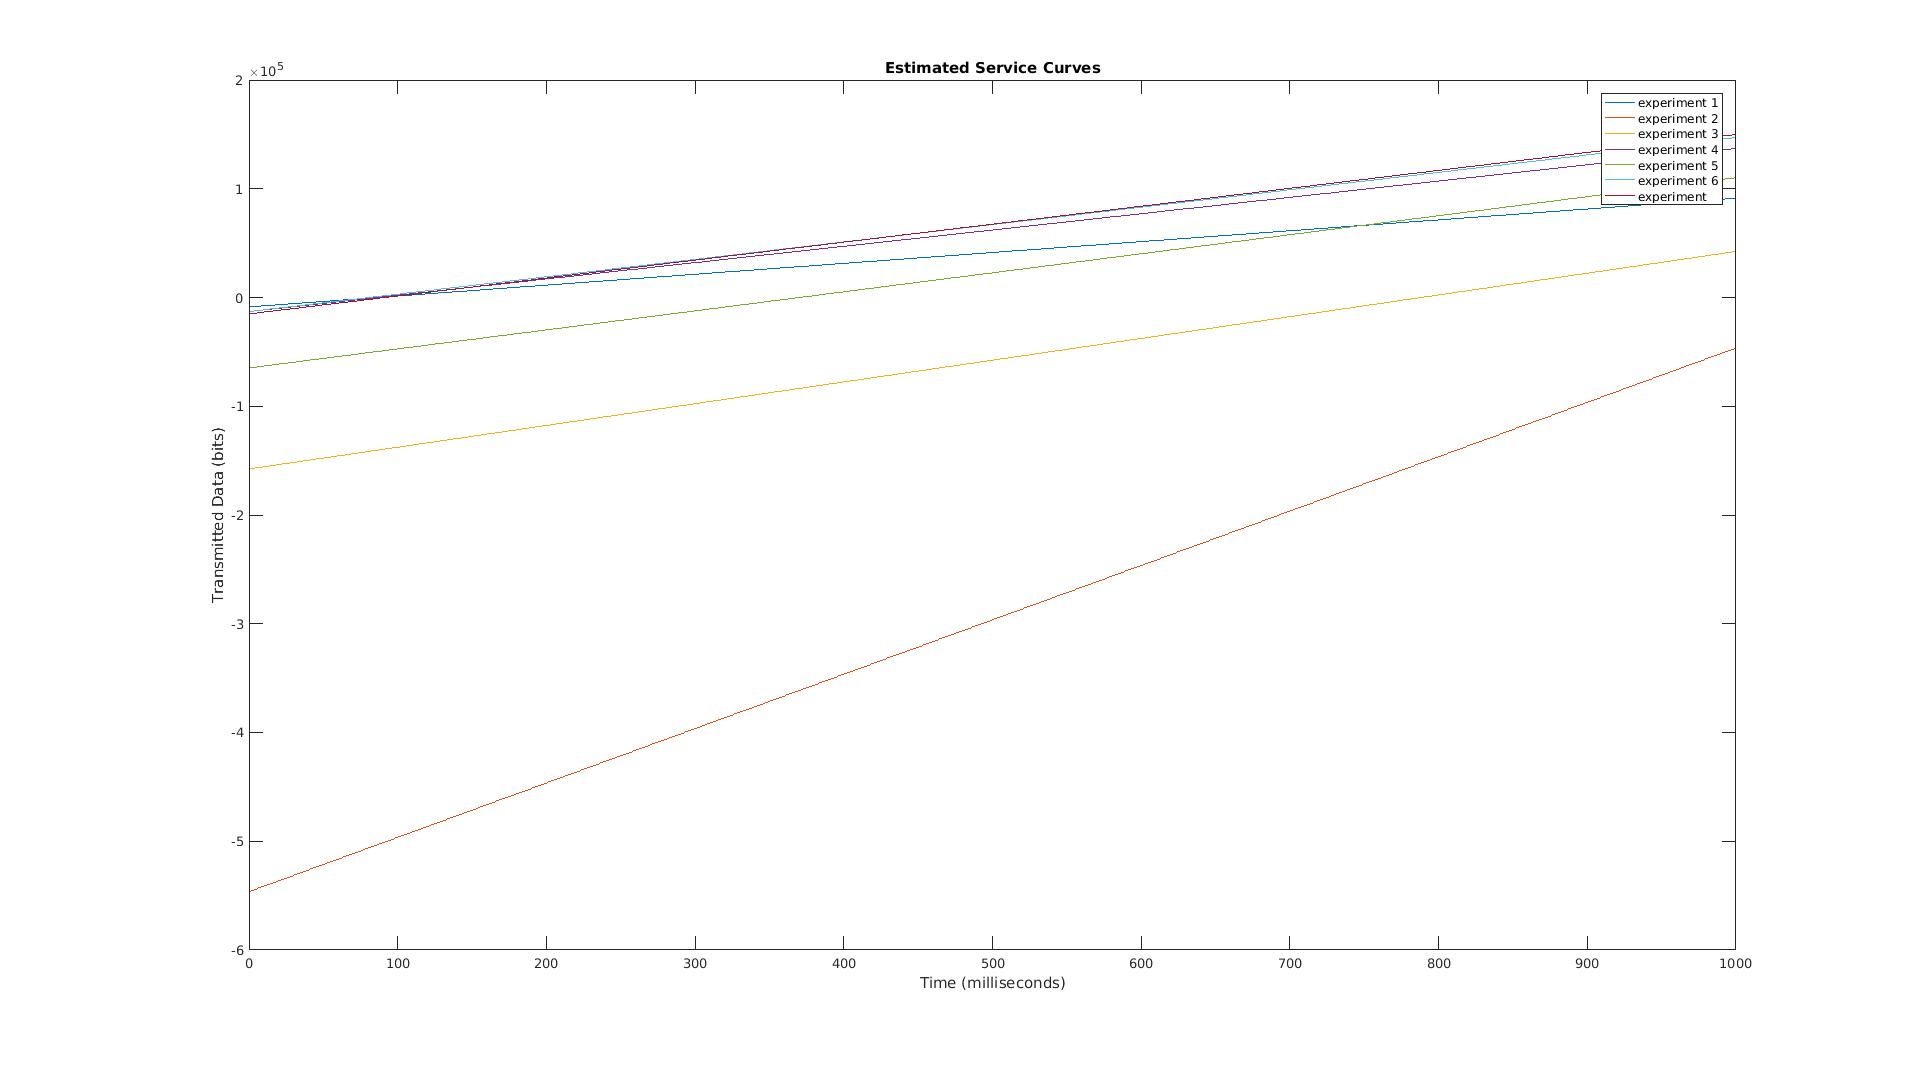 Estimated Service Curves
×10^5
2
1
0
-1
-2
-3
-4
-5
-6
Transmitted Data (bits)
experiment 1
experiment 2
experiment 3
experiment 4
experiment 5
experiment 6
experiment
0 100 200 300 400 500 600 700 800 900 1000
Time (milliseconds)